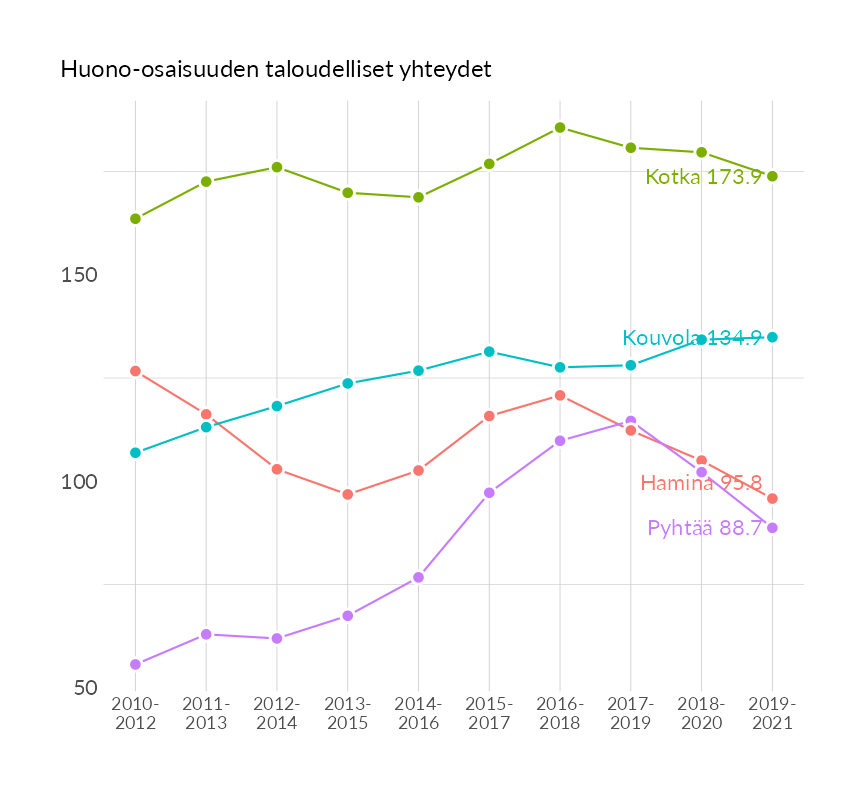 Huono-osaisuuden taloudelliset yhteydet
Kotka 173.9
150
Kouvola 134.9
100
Hamina 95.8
Pyhtää 88.7
50
2010- 2011- 2012- 2013- 2014- 2015- 2016- 2017- 2018- 2019-
2012 2013 2014 2015 2016 2017 2018 2019 2020 2021